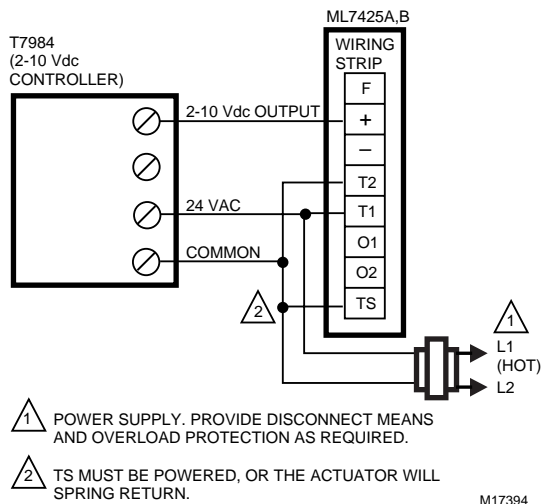 ML7425A,B
T7984
(2-10 Vdc
CONTROLLER)
WIRING
STRIP
F
2-10 Vdc OUTPUT
+
–
T2
24 VAC
T1
O1
COMMON
O2
TS
2
1
L1
(HOT)
L2
1 POWER SUPPLY. PROVIDE DISCONNECT MEANS
AND OVERLOAD PROTECTION AS REQUIRED.
2 TS MUST BE POWERED, OR THE ACTUATOR WILL
SPRING RETURN.
M17394